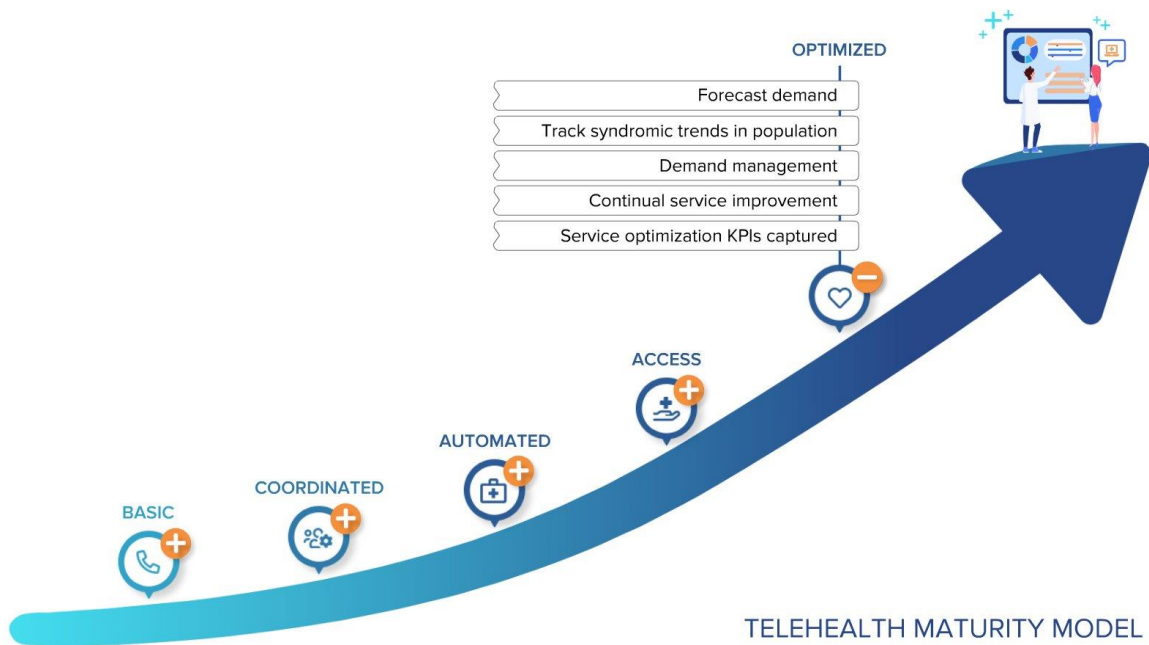 OPTIMIZED
Forecast demand
Track syndromic trends in population
Demand management
Continual service improvement
Service optimization KPIs captured
ACCESS
AUTOMATED
COORDINATED
BASIC
TELEHEALTH MATURITY MODEL